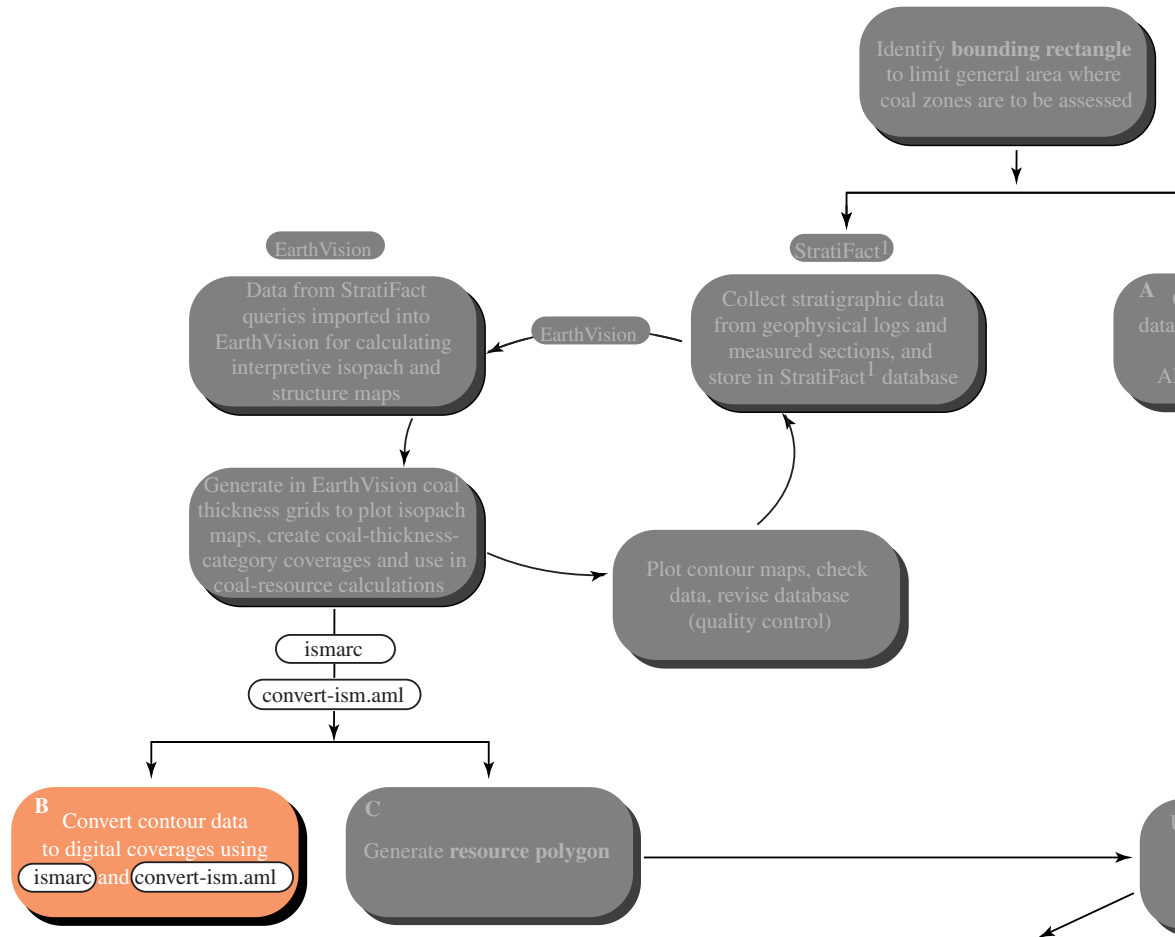 Identify bounding rectangle
to limit general area where
coal zones are to be assessed
EarthVision
StratiFact1
Data from StratiFact
queries imported into
EarthVision for calculating
interpretive isopach and
structure maps
EarthVision
Collect stratigraphic data
from geophysical logs and
measured sections, and
store in StratiFact1 database
A
data
Generate in EarthVision coal
thickness grids to plot isopach
maps, create coal-thickness-
category coverages and use in
coal-resource calculations
Plot contour maps, check
data, revise database
(quality control)
ismarc
convert-ism.aml
B
Convert contour data
to digital coverages using
ismarc and convert-ism.aml
C
Generate resource polygon